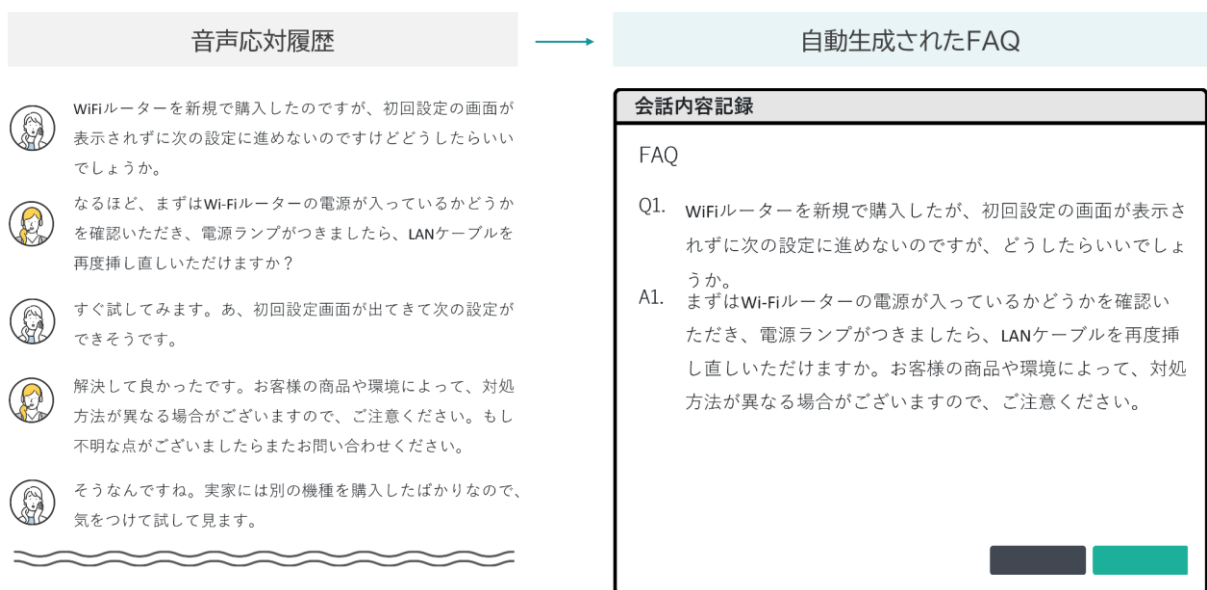 音声応対履歴
自動生成されたFAQ
WiFiルーターを新規で購入したのですが、初回設定の画面が
表示されずに次の設定に進めないのですけどどうしたらいい
でしょうか。
なるほど、まずはWi-Fiルーターの電源が入っているかどうか
を確認いただき、電源ランプがつきましたら、LANケーブルを
再度挿し直しいただけますか？
すぐ試してみます。あ、初回設定画面が出てきて次の設定が
できそうです。
解決して良かったです。お客様の商品や環境によって、対処
方法が異なる場合がございますので、ご注意ください。もし
不明な点がございましたらまたお問い合わせください。
そうなんですね。実家には別の機種を購入したばかりなので、
気をつけて試して見ます。
会話内容記録
FAQ
Q1. WiFiルーターを新規で購入したが、初回設定の画面が表示さ
れずに次の設定に進めないのですが、どうしたらいいでしょ
うか。
A1. まずはWi-Fiルーターの電源が入っているかどうかを確認い
ただき、電源ランプがつきましたら、LANケーブルを再度挿
し直しいただけますか。お客様の商品や環境によって、対処
方法が異なる場合がございますので、ご注意ください。